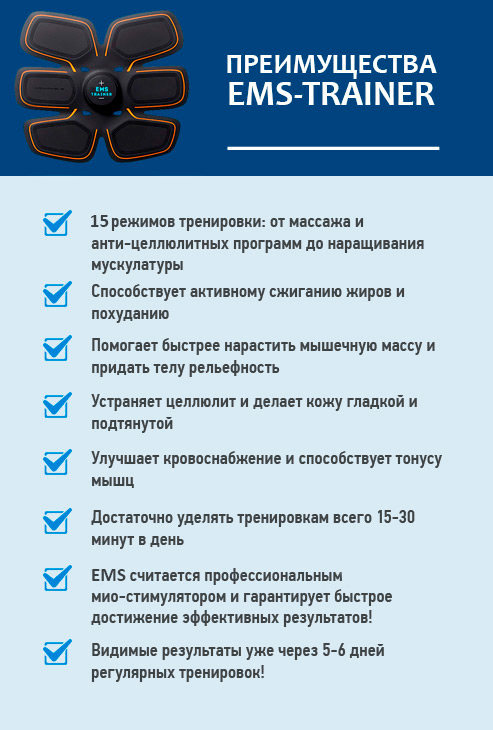 EMS
TRAINER
ПРЕИМУЩЕСТВА
EMS-TRAINER
15 режимов тренировки: от массажа и
анти-целлюлитных программ до наращивания
мускулатуры
Способствует активному сжиганию жиров и
похуданию
Помогает быстрее нарастить мышечную массу и
придать телу рельефность
Устраняет целлюлит и делает кожу гладкой и
подтянутой
Улучшает кровоснабжение и способствует тонусу
мышц
Достаточно уделять тренировкам всего 15-30
минут в день
EMS считается профессиональным
мио-стимулятором и гарантирует быстрое
достижение эффективных результатов!
Видимые результаты уже через 5-6 дней
регулярных тренировок!